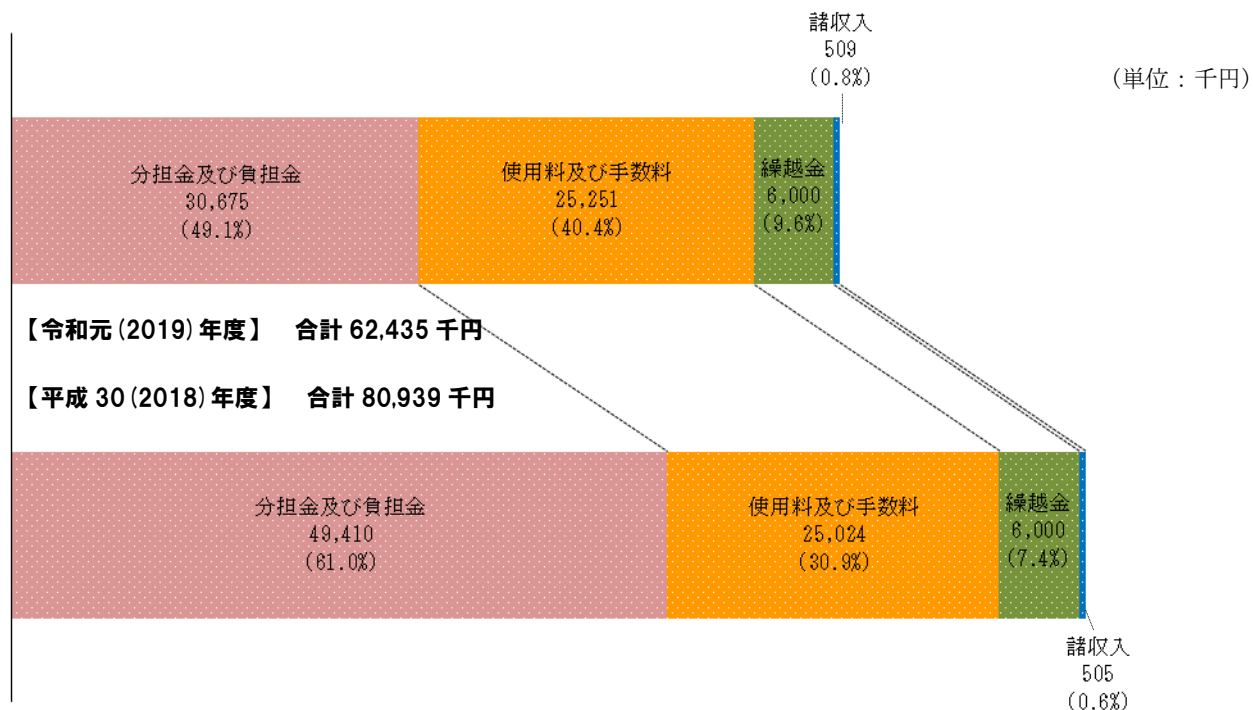 諸収入
509
(0.8%)
(単位：千円)
分担金及び負担金
30,675
(49.1%)
使用料及び手数料
25,251
(40.4%)
繰越金
6,000
(9.6%)
【令和元(2019)年度】　合計 62,435 千円
【平成 30(2018)年度】　合計 80,939 千円
分担金及び負担金
49,410
(61.0%)
使用料及び手数料
25,024
(30.9%)
繰越金
6,000
(7.4%)
諸収入
505
(0.6%)